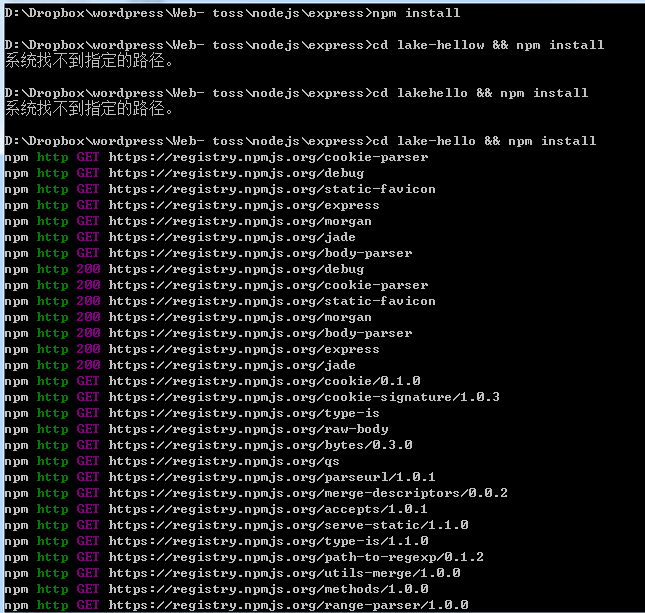 D:\Dropbox\wordpress\Web- toss\nodejs\express>npm install
D:\Dropbox\wordpress\Web- toss\nodejs\express>cd lake-hellow && npm install
系统找不到指定的路径。
D:\Dropbox\wordpress\Web- toss\nodejs\express>cd lakehello && npm install
系统找不到指定的路径。
D:\Dropbox\wordpress\Web- toss\nodejs\express>cd lake-hello && npm install
npm http GET https://registry.npmjs.org/cookie-parser
npm http GET https://registry.npmjs.org/debug
npm http GET https://registry.npmjs.org/static-favicon
npm http GET https://registry.npmjs.org/express
npm http GET https://registry.npmjs.org/morgan
npm http GET https://registry.npmjs.org/jade
npm http GET https://registry.npmjs.org/body-parser
npm http 200 https://registry.npmjs.org/debug
npm http 200 https://registry.npmjs.org/cookie-parser
npm http 200 https://registry.npmjs.org/static-favicon
npm http 200 https://registry.npmjs.org/morgan
npm http 200 https://registry.npmjs.org/body-parser
npm http 200 https://registry.npmjs.org/express
npm http 200 https://registry.npmjs.org/jade
npm http GET https://registry.npmjs.org/cookie/0.1.0
npm http GET https://registry.npmjs.org/cookie-signature/1.0.3
npm http GET https://registry.npmjs.org/type-is
npm http GET https://registry.npmjs.org/raw-body
npm http GET https://registry.npmjs.org/bytes/0.3.0
npm http GET https://registry.npmjs.org/qs
npm http GET https://registry.npmjs.org/parseurl/1.0.1
npm http GET https://registry.npmjs.org/merge-descriptors/0.0.2
npm http GET https://registry.npmjs.org/accepts/1.0.1
npm http GET https://registry.npmjs.org/serve-static/1.1.0
npm http GET https://registry.npmjs.org/type-is/1.1.0
npm http GET https://registry.npmjs.org/path-to-regexp/0.1.2
npm http GET https://registry.npmjs.org/utils-merge/1.0.0
npm http GET https://registry.npmjs.org/methods/1.0.0
npm http GET https://registry.npmjs.org/range-parser/1.0.0